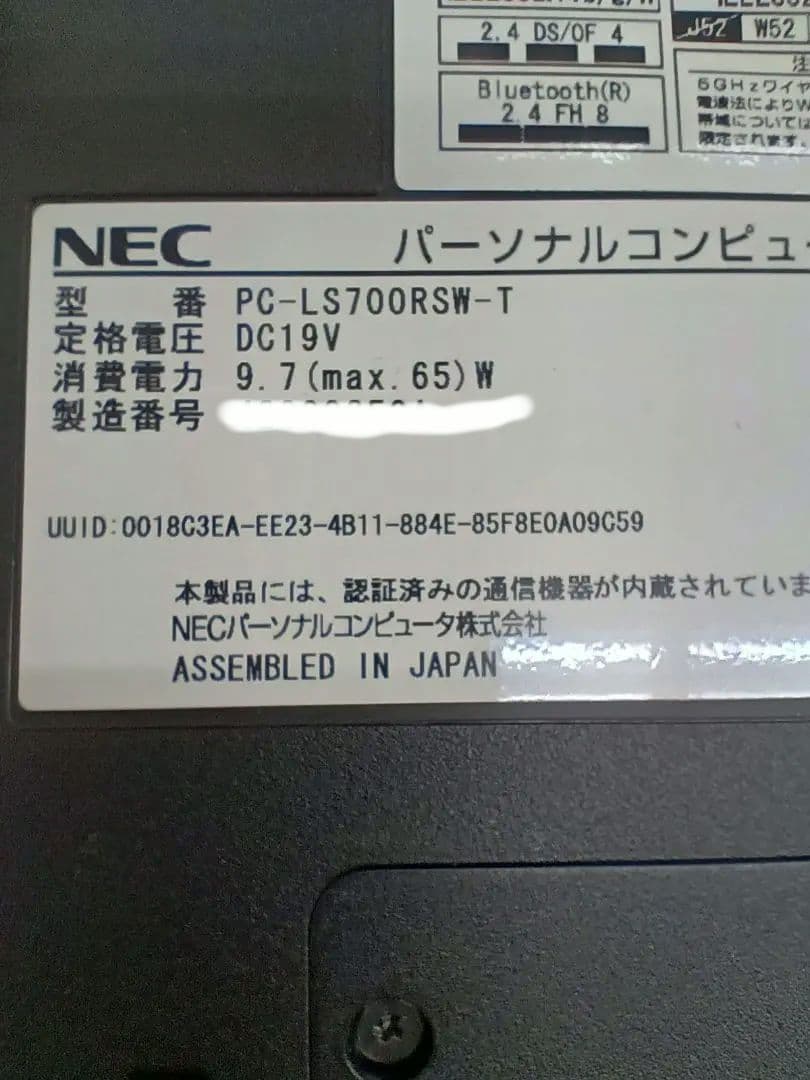 2.4 DS/OF 4
J52 W52
Bluetooth(R)
2.4 FH 8
注
5GHzワイヤ
電波法によりW
帯域については
限定されます。
NEC パーソナルコンピュ
型番 PC-LS700RSW-T
定格電圧 DC19V
消費電力 9.7(max.65)W
製造番号
UUID:0018C3EA-EE23-4B11-884E-85F8E0A09C59
本製品には、認証済みの通信機器が内蔵されていま
NECパーソナルコンピュータ株式会社
ASSEMBLED IN JAPAN